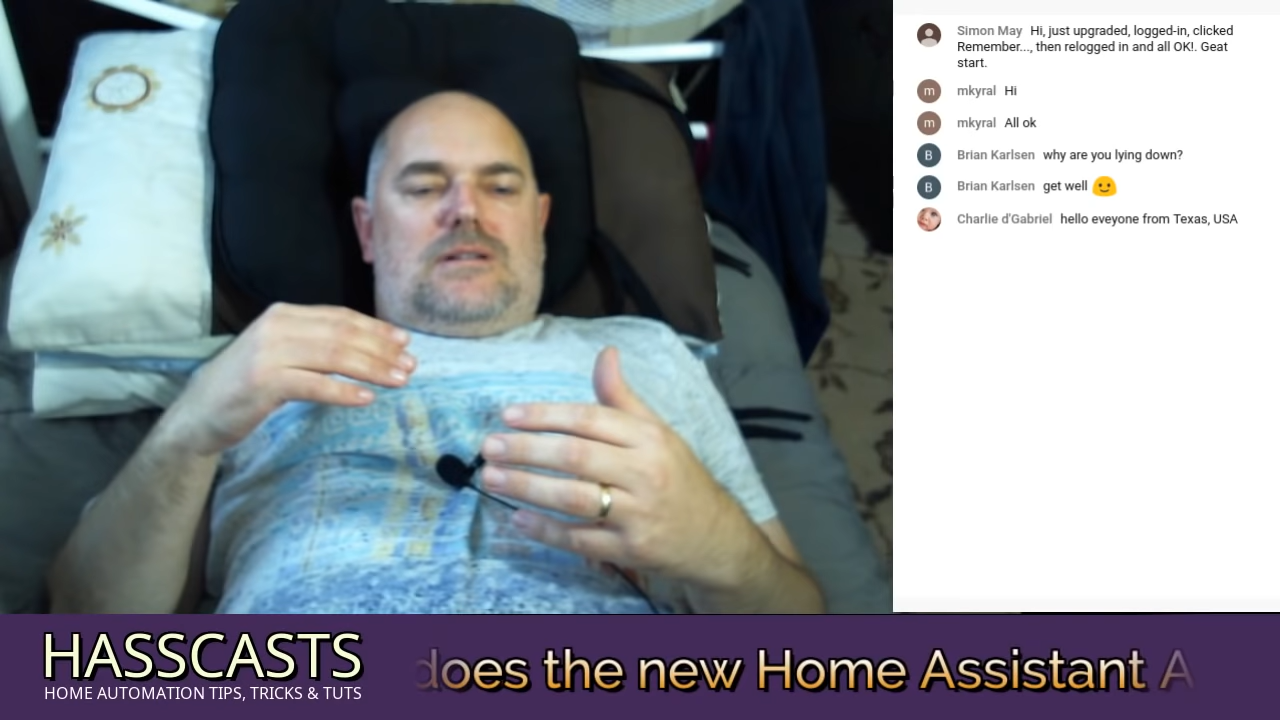 Simon May Hi, just upgraded, logged-in, clicked
Remember..., then relogged in and all OK!. Geat
start.
m mkyral Hi
m mkyral All ok
B Brian Karlsen why are you lying down?
B Brian Karlsen get well
Charlie d'Gabriel hello eveyone from Texas, USA
HASSCASTS
HOME AUTOMATION TIPS, TRICKS & TUTS
does the new Home Assistant A